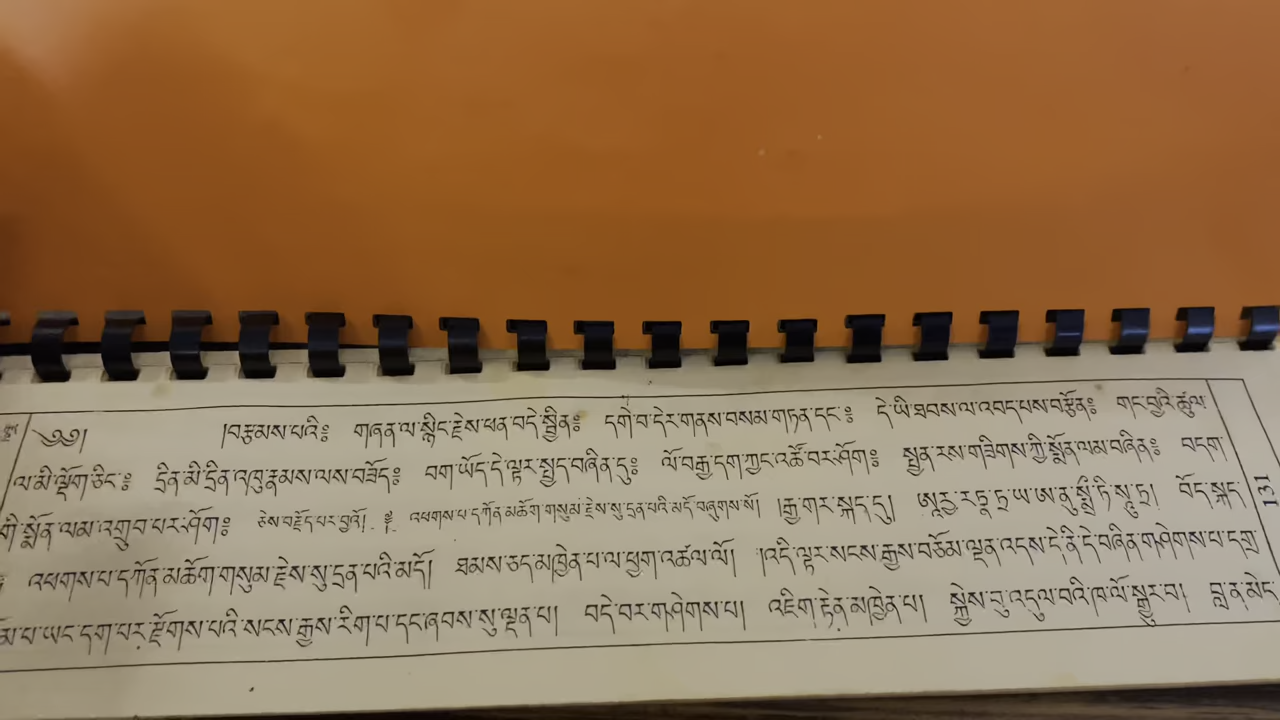 ༄༅། །བརྩམས་པའི༔ གཞན་ལ་སྙིང་རྗེས་ཕན་བདེ་སྦྱིན༔ དགེ་བ་དེར་གནས་བསམ་གཏན་དང་༔ དེ་ཡི་ཐབས་ལ་འབད་པས་བརྩོན༔ གང་བྱའི་ཚུལ་
ལ་མི་ལྡོག་ཅིང་༔ དྲིན་མི་དྲིན་འཁུ་རྣམས་ལས་བཟོད༔ བག་ཡོད་དེ་ལྟར་སྤྱད་བཞིན་དུ༔ ལོ་བརྒྱ་དག་ཀྱང་འཚོ་བར་ཤོག༔ སྤྱན་རས་གཟིགས་ཀྱི་སྨོན་ལམ་བཞིན༔ བདག་
གི་སྨོན་ལམ་འགྲུབ་པར་ཤོག༔ ཅེས་བརྗོད་པར་བྱའོ།. ༈ འཕགས་པ་དཀོན་མཆོག་གསུམ་རྗེས་སུ་དྲན་པའི་མདོ་བཞུགས་སོ། །རྒྱ་གར་སྐད་དུ། ཨཱརྱ་རཏྣ་ཏྲ་ཡ་ཨ་ནུ་སྨྲྀ་ཏི་སཱུ་ཏྲ། བོད་སྐད་
འཕགས་པ་དཀོན་མཆོག་གསུམ་རྗེས་སུ་དྲན་པའི་མདོ། ཐམས་ཅད་མཁྱེན་པ་ལ་ཕྱག་འཚལ་ལོ། །འདི་ལྟར་སངས་རྒྱས་བཅོམ་ལྡན་འདས་དེ་ནི་དེ་བཞིན་གཤེགས་པ་དགྲ་
མ་པ་ཡང་དག་པར་རྫོགས་པའི་སངས་རྒྱས་རིག་པ་དང་ཞབས་སུ་ལྡན་པ། བདེ་བར་གཤེགས་པ། འཇིག་རྟེན་མཁྱེན་པ། སྐྱེས་བུ་འདུལ་བའི་ཁ་ལོ་སྒྱུར་བ། བླ་ན་མེད་